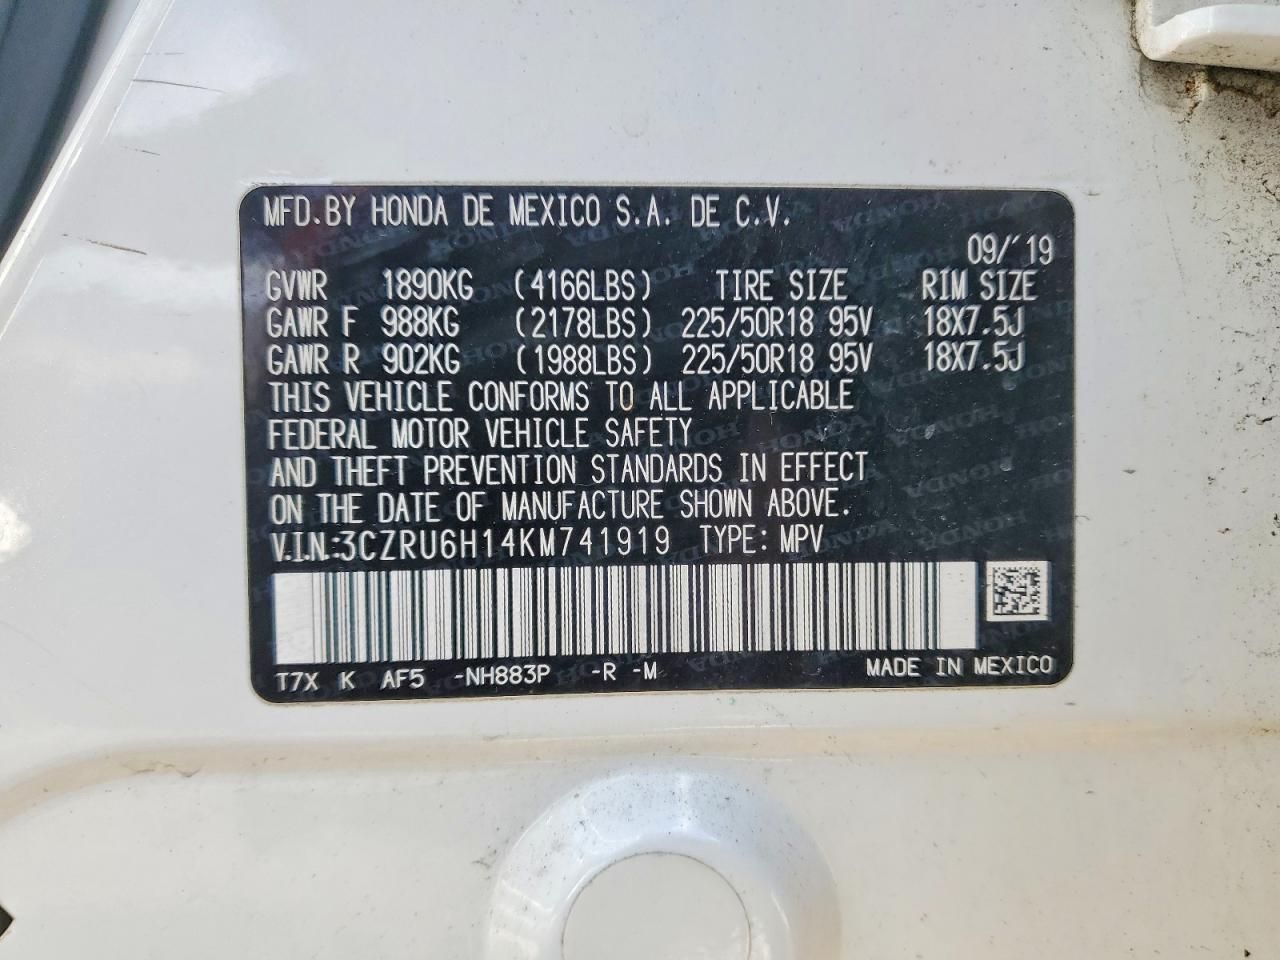 MFD.BY HONDA DE MEXICO S.A. DE C.V.
09/'19
GVWR 1890KG (4166LBS) TIRE SIZE RIM SIZE
GAWR F 988KG (2178LBS) 225/50R18 95V 18X7.5J
GAWR R 902KG (1988LBS) 225/50R18 95V 18X7.5J
THIS VEHICLE CONFORMS TO ALL APPLICABLE
FEDERAL MOTOR VEHICLE SAFETY
AND THEFT PREVENTION STANDARDS IN EFFECT
ON THE DATE OF MANUFACTURE SHOWN ABOVE.
V.I.N.:3CZRU6H14KM741919 TYPE: MPV
T7X K AF5 -NH883P -R -M MADE IN MEXICO